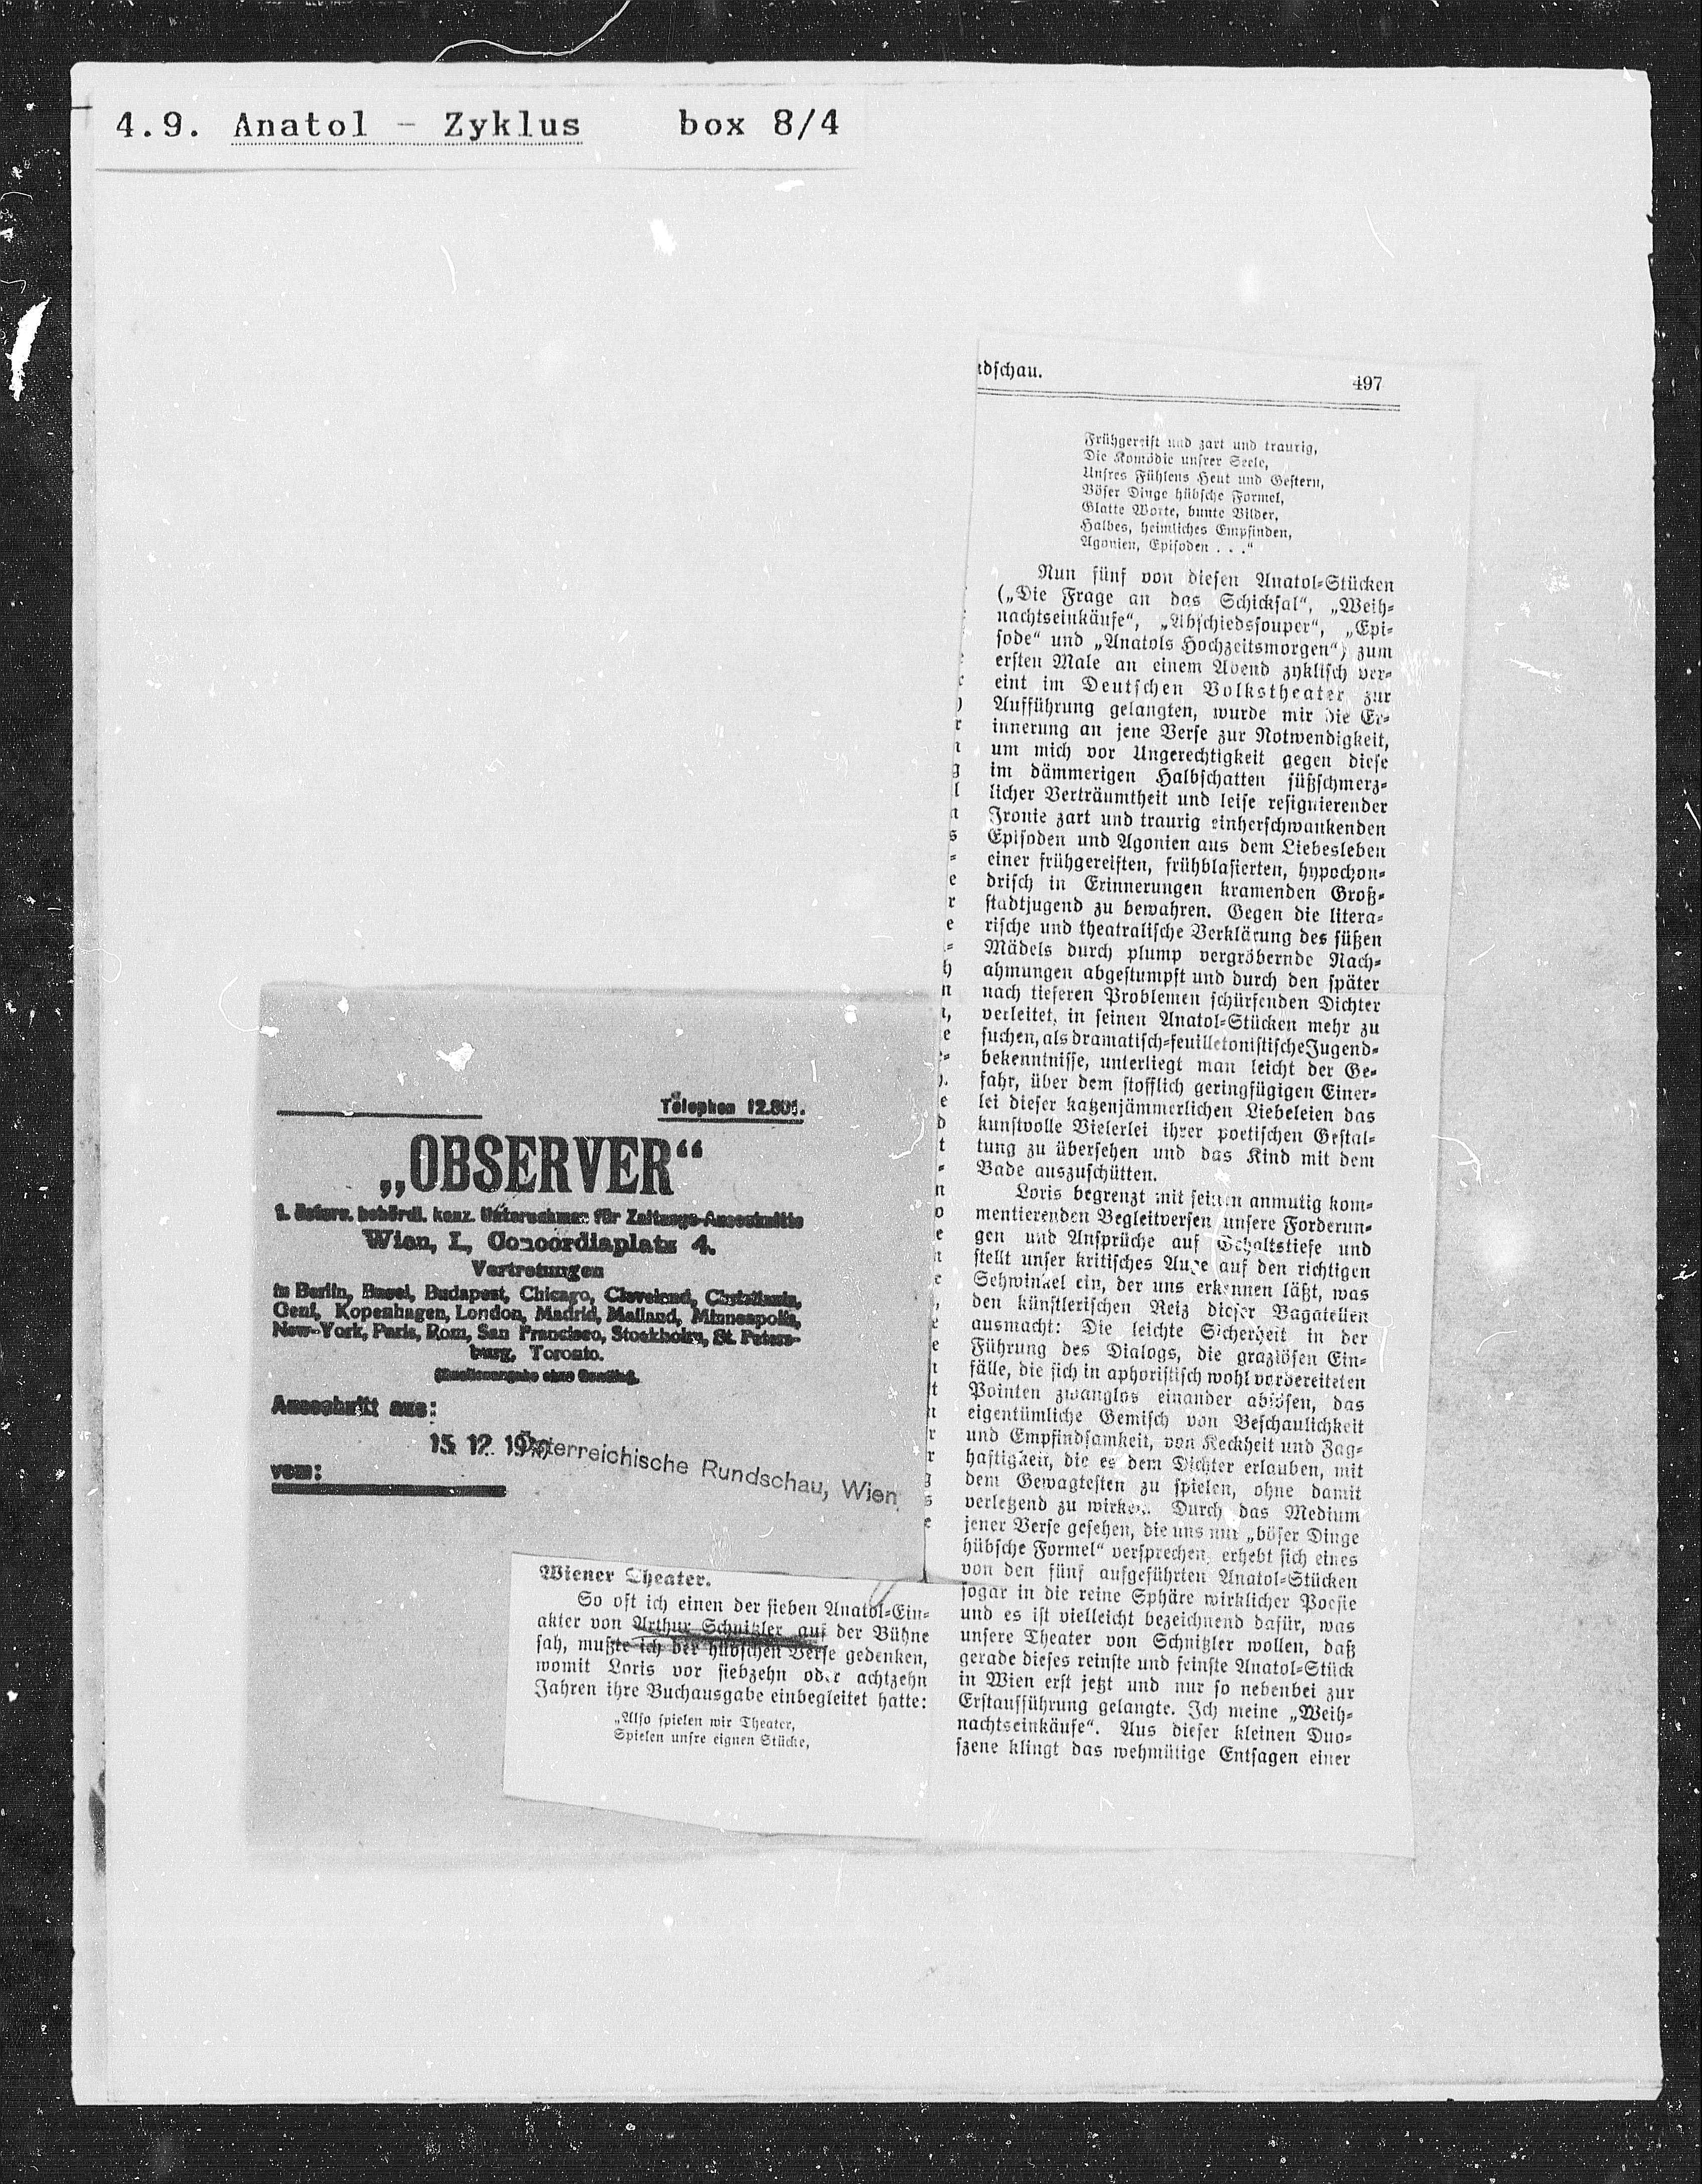 4.9. Anatol – Zyklus box 8/4
Telephon 12.801.
„OBSERVER“
1. österr. behördl. konz. Unternehmen für Zeitungs-Ausschnitte
Wien, I., Concordiaplatz 4.
Vertretungen
in Berlin, Basel, Budapest, Chicago, Cleveland, Christiania,
Genf, Kopenhagen, London, Madrid, Mailand, Minneapolis,
New-York, Paris, Rom, San Francisco, Stockholm, St. Peters-
burg, Toronto.
(Quellenangabe ohne Gewähr).
Ausschnitt aus:
15 12 Österreichische Rundschau, Wien
vom:
Wiener Theater.
So oft ich einen der sieben Anatol-Ein-
akter von Arthur Schnitzler auf der Bühne
sah, mußte ich der hübschen Verse gedenken,
womit Loris vor siebzehn oder achtzehn
Jahren ihre Buchausgabe einbegleitet hatte:
„Also spielen wir Theater,
Spielen unsre eignen Stücke,
dschau. 497
Frühgereift und zart und traurig,
Die Komödie unsrer Seele,
Unsres Fühlens Heut und Gestern,
Böser Dinge hübsche Formel,
Glatte Worte, bunte Bilder,
Halbes, heimliches Empfinden,
Agonien, Episoden . . .“
Nun fünf von diesen Anatol-Stücken
(„Die Frage an das Schicksal“, „Weih-
nachtseinkäufe“, „Abschiedssouper“, „Epi-
sode“ und „Anatols Hochzeitsmorgen“) zum
ersten Male an einem Abend zyklisch ver-
eint im Deutschen Volkstheater zur
Aufführung gelangten, wurde mir die Er-
innerung an jene Verse zur Notwendigkeit,
um mich vor Ungerechtigkeit gegen diese
im dämmerigen Halbschatten süßschmerz-
licher Verträumtheit und leise resignierender
Ironie zart und traurig einherschwankenden
Episoden und Agonien aus dem Liebesleben
einer frühgereiften, frühblasierten, hypochon-
drisch in Erinnerungen kramenden Groß-
stadtjugend zu bewahren. Gegen die litera-
rische und theatralische Verklärung des süßen
Mädels durch plump vergröbernde Nach-
ahmungen abgestumpft und durch den später
nach tieferen Problemen schürfenden Dichter
verleitet, in seinen Anatol-Stücken mehr zu
suchen, als dramatisch-feuilletonistische Jugend-
bekenntnisse, unterliegt man leicht der Ge-
fahr, über dem stofflich geringfügigen Einer-
lei dieser katzenjämmerlichen Liebeleien das
kunstvolle Vielerlei ihrer poetischen Gestal-
tung zu übersehen und das Kind mit dem
Bade auszuschütten.
Loris begrenzt mit seinen anmutig kom-
mentierenden Begleitversen unsere Forderun-
gen und Ansprüche auf Gehaltstiefe und
stellt unser kritisches Auge auf den richtigen
Sehwinkel ein, der uns erkennen läßt, was
den künstlerischen Reiz dieser Bagatellen
ausmacht: Die leichte Sicherheit in der
Führung des Dialogs, die graziösen Ein-
fälle, die sich in aphoristisch wohl vorbereiteten
Pointen zwanglos einander ablösen, das
eigentümliche Gemisch von Beschaulichkeit
und Empfindsamkeit, von Keckheit und Zag-
haftigkeit, die es dem Dichter erlauben, mit
dem Gewagtesten zu spielen, ohne damit
verletzend zu wirken. Durch das Medium
jener Verse gesehen, die uns nur „böser Dinge
hübsche Formel“ versprechen, erhebt sich eines
von den fünf aufgeführten Anatol-Stücken
sogar in die reine Sphäre wirklicher Poesie
und es ist vielleicht bezeichnend dafür, was
unsere Theater von Schnitzler wollen, daß
gerade dieses reinste und feinste Anatol-Stück
in Wien erst jetzt und nur so nebenbei zur
Erstaufführung gelangte. Ich meine „Weih-
nachtseinkäufe“. Aus dieser kleinen Duo-
szene klingt das wehmütige Entsagen einer